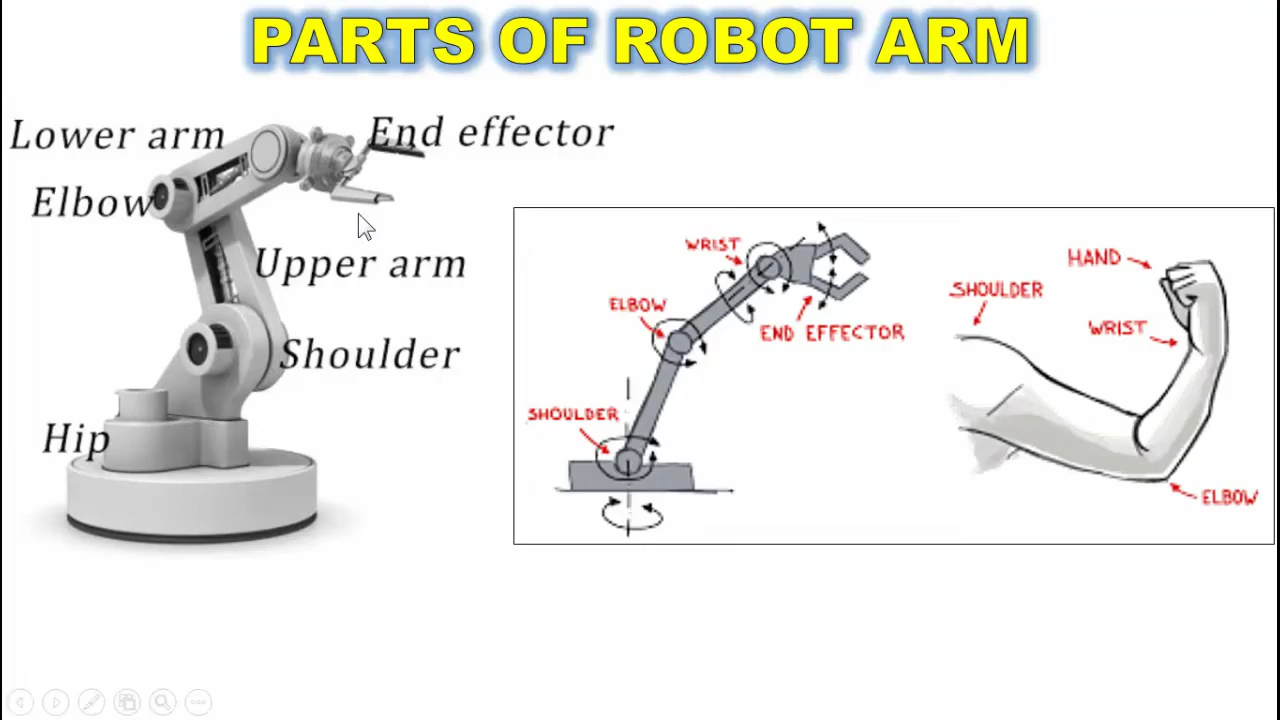 PARTS OF ROBOT ARM
Lower arm
End effector
Elbow
Upper arm
Shoulder
Hip
WRIST
ELBOW
END EFFECTOR
SHOULDER
HAND
SHOULDER
WRIST
ELBOW